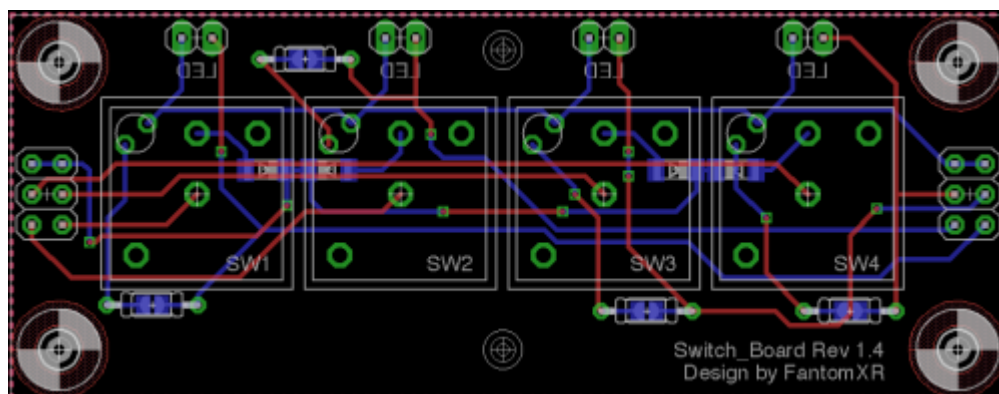 LED
LED
LED
LED
SW1
SW2
SW3
SW4
Switch_Board Rev 1.4
Design by FantomXR